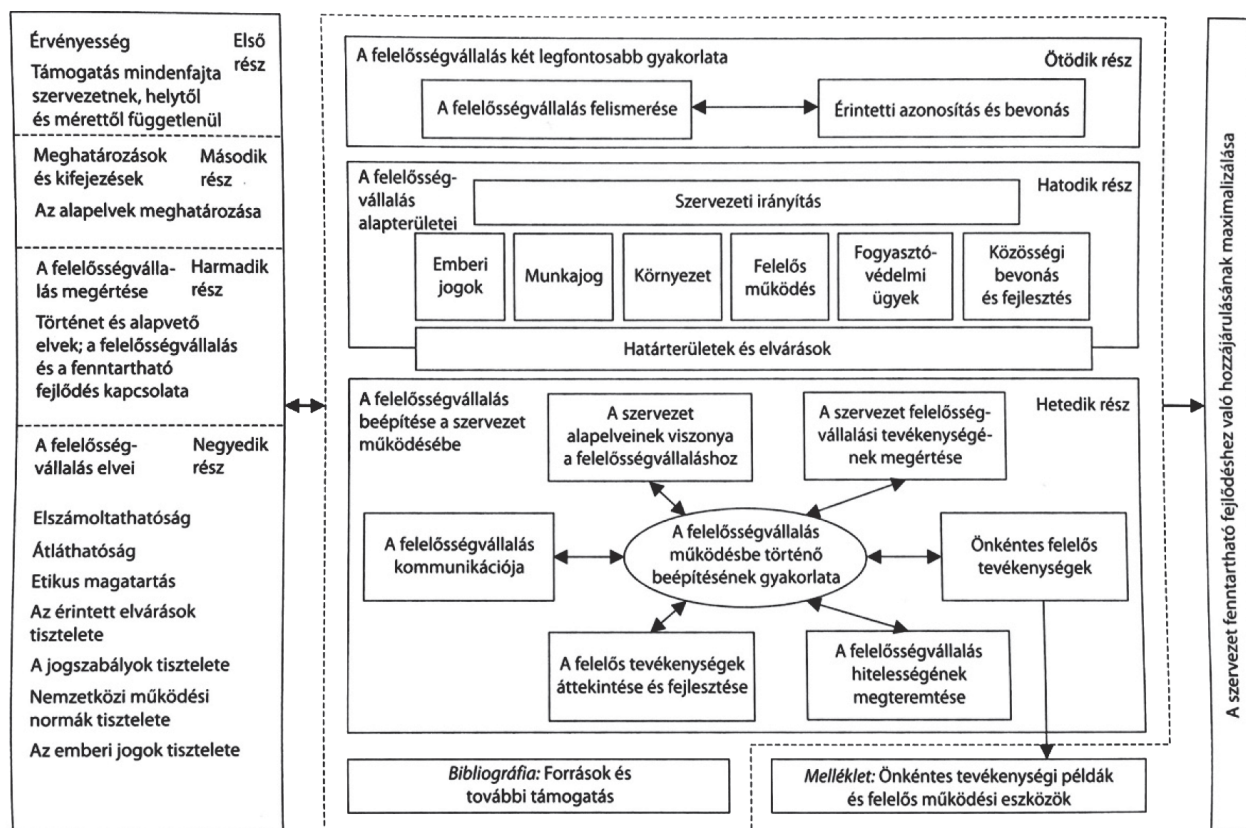 Érvényesség
Első
rész
Támogatás mindenfajta
szervezetnek, helytől
és mérettől függetlenül
Meghatározások
és kifejezések
Második
rész
Az alapelvek meghatározása
A felelősségválla-
lás megértése
Harmadik
rész
Történet és alapvető
elvek; a felelősségvállalás
és a fenntartható
fejlődés kapcsolata
A felelősség-
vállalás elvei
Negyedik
rész
Elszámoltathatóság
Átláthatóság
Etikus magatartás
Az érintett elvárások
tisztelete
A jogszabályok tisztelete
Nemzetközi működési
normák tisztelete
Az emberi jogok tisztelete
A felelősségvállalás két legfontosabb gyakorlata
Ötödik rész
A felelősségvállalás felismerése
Érintetti azonosítás és bevonás
A felelősség-
vállalás
alapterületei
Hatodik rész
Szervezeti irányítás
Emberi
jogok
Munkajog
Környezet
Felelős
működés
Fogyasztó-
védelmi
ügyek
Közösségi
bevonás
és fejlesztés
Határterületek és elvárások
A felelősségvállalás
beépítése a szervezet
működésébe
Hetedik rész
A szervezet
alapelveinek viszonya
a felelősségvállaláshoz
A szervezet felelősség-
vállalási tevékenységé-
nek megértése
A felelősségvállalás
kommunikációja
A felelősségvállalás
működésbe történő
beépítésének gyakorlata
Önkéntes felelős
tevékenységek
A felelős tevékenységek
áttekintése és fejlesztése
A felelősségvállalás
hitelességének
megteremtése
Bibliográfia: Források és
további támogatás
Melléklet: Önkéntes tevékenységi példák
és felelős működési eszközök
A szervezet fenntartható fejlődéshez való hozzájárulásának maximalizálása